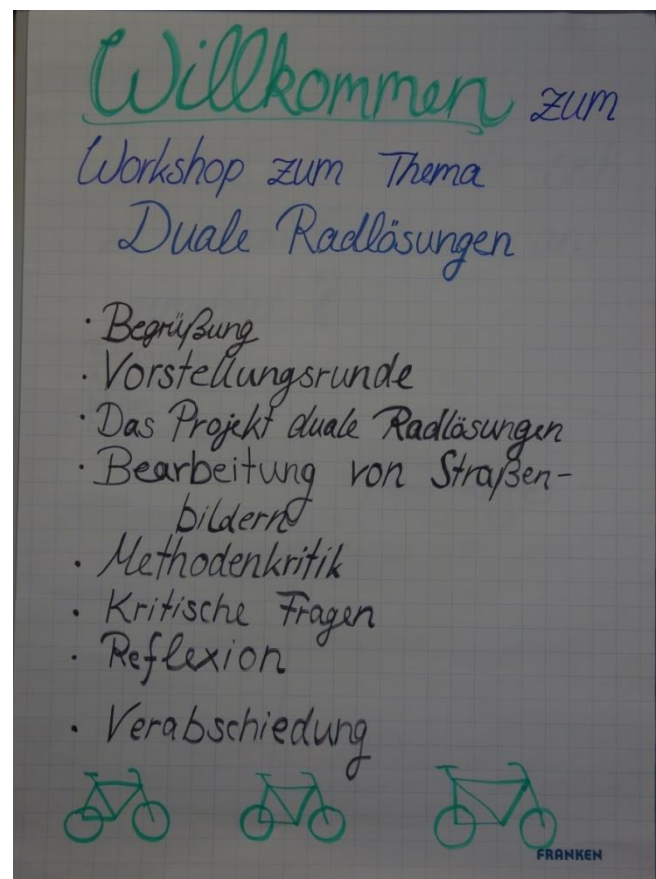 Willkommen zum
Workshop zum Thema
Duale Radlösungen
· Begrüßung
· Vorstellungsrunde
· Das Projekt duale Radlösungen
· Bearbeitung von Straßen-
bildern
· Methodenkritik
· Kritische Fragen
· Reflexion
· Verabschiedung
FRANKEN